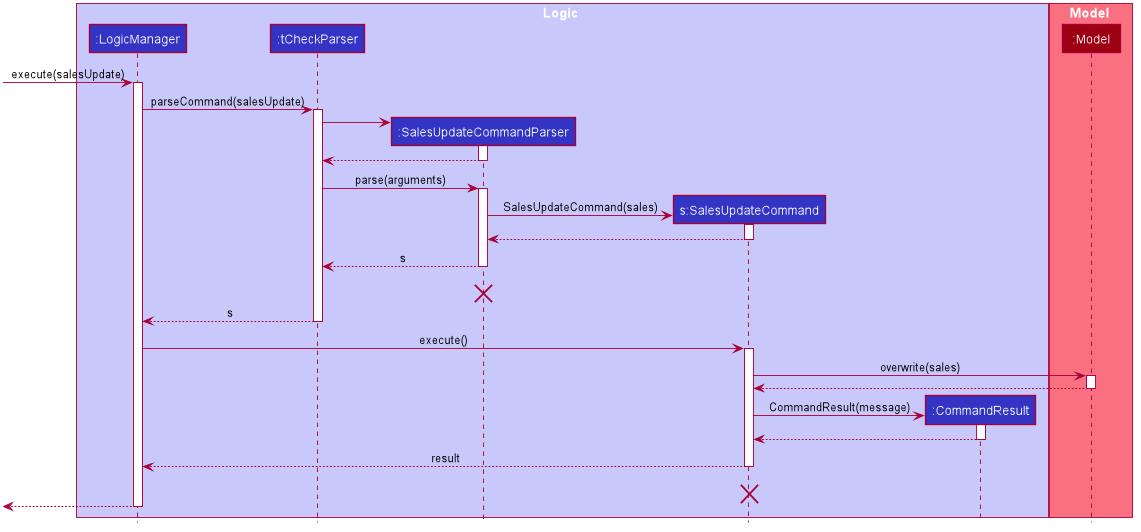 Logic
Model
:LogicManager
:tCheckParser
:Model
execute(salesUpdate)
parseCommand(salesUpdate)
:SalesUpdateCommandParser
parse(arguments)
SalesUpdateCommand(sales)
s:SalesUpdateCommand
s
s
execute()
overwrite(sales)
CommandResult(message)
:CommandResult
result